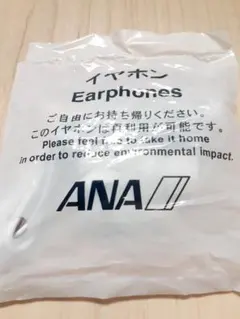 イヤホン
Earphones
ご自由にお持ち帰りください。
このイヤホンは再利用が可能です。
Please feel free to take it home
in order to reduce environmental impact.
ANA